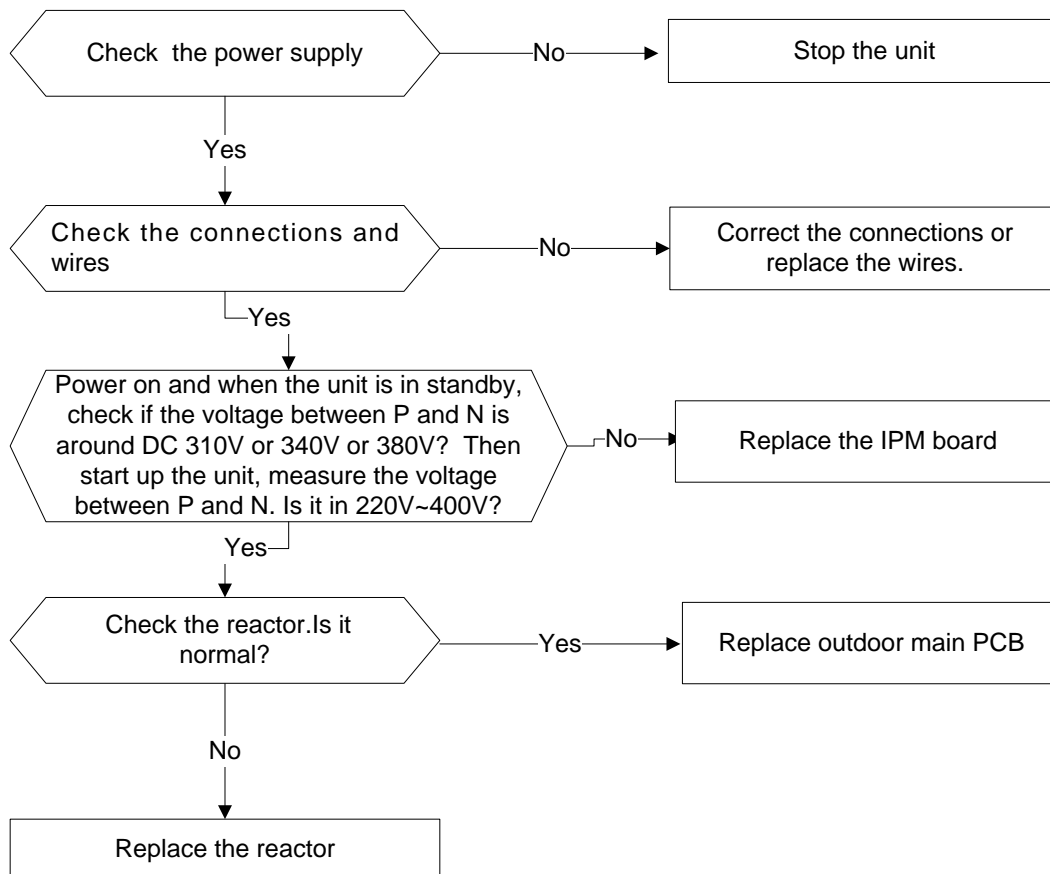 Check the power supply
No
Stop the unit
Yes
Check the connections and
wires
No
Correct the connections or
replace the wires.
Yes
Power on and when the unit is in standby,
check if the voltage between P and N is
around DC 310V or 340V or 380V? Then
start up the unit, measure the voltage
between P and N. Is it in 220V~400V?
No
Replace the IPM board
Yes
Check the reactor.Is it
normal?
Yes
Replace outdoor main PCB
No
Replace the reactor